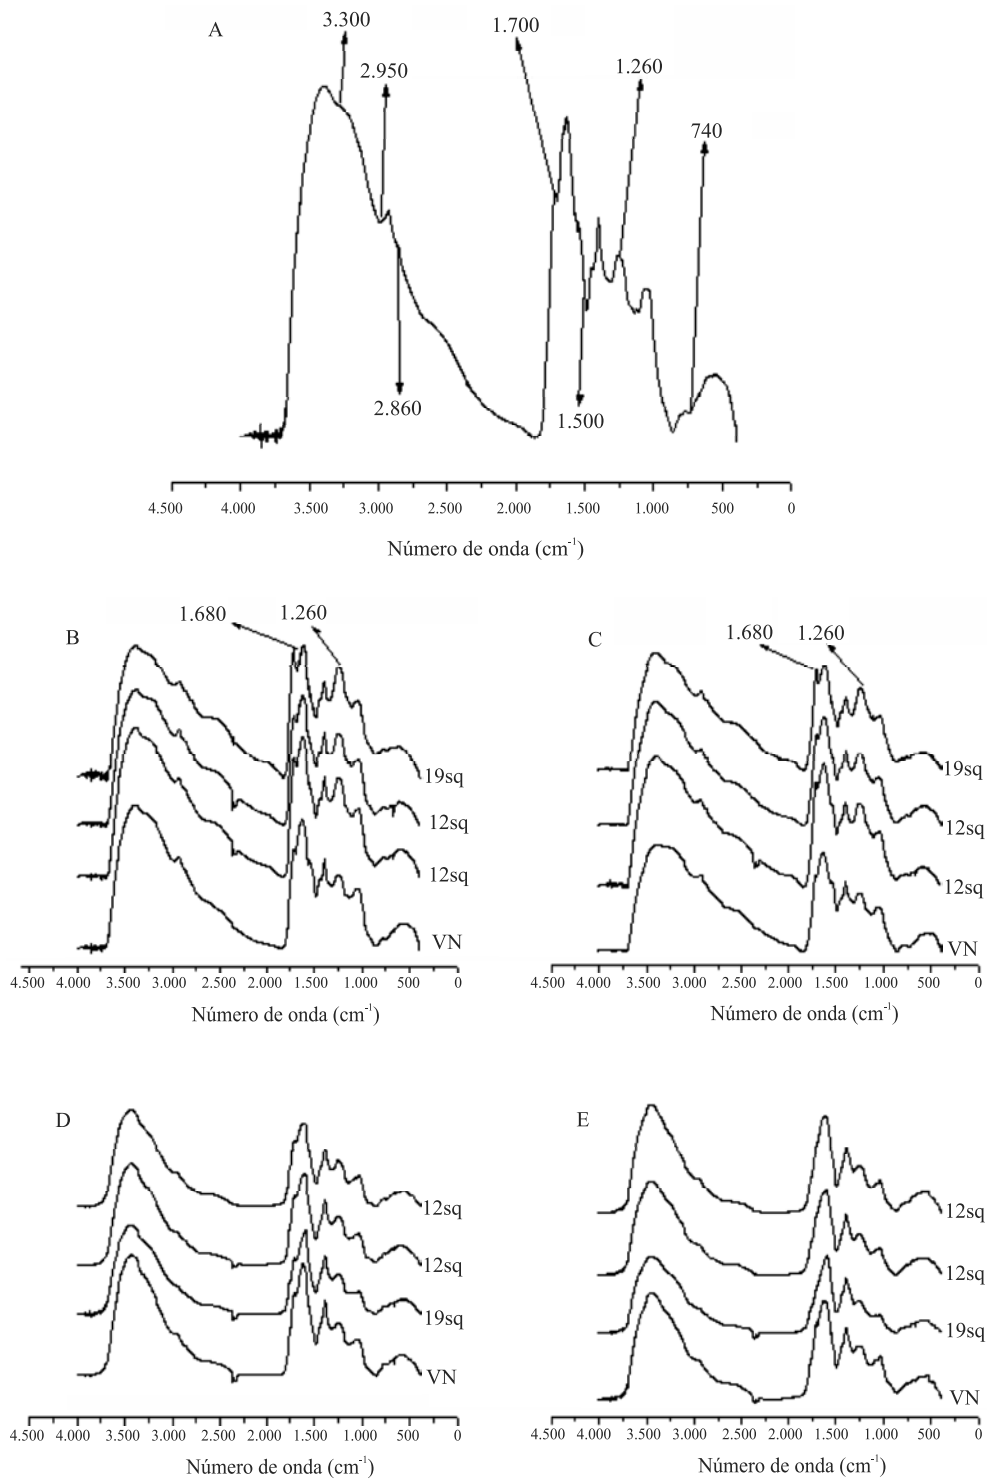 A
3.300
2.950
2.860
1.700
1.260
740
1.500
4.500 4.000 3.500 3.000 2.500 2.000 1.500 1.000 500 0
Número de onda (cm-1)
B
1.680 1.260
19sq
12sq
12sq
VN
4.500 4.000 3.500 3.000 2.500 2.000 1.500 1.000 500 0
Número de onda (cm-1)
C
1.680 1.260
19sq
12sq
12sq
VN
4.500 4.000 3.500 3.000 2.500 2.000 1.500 1.000 500 0
Número de onda (cm-1)
D
12sq
12sq
19sq
VN
4.500 4.000 3.500 3.000 2.500 2.000 1.500 1.000 500 0
Número de onda (cm-1)
E
12sq
12sq
19sq
VN
4.500 4.000 3.500 3.000 2.500 2.000 1.500 1.000 500 0
Número de onda (cm-1)